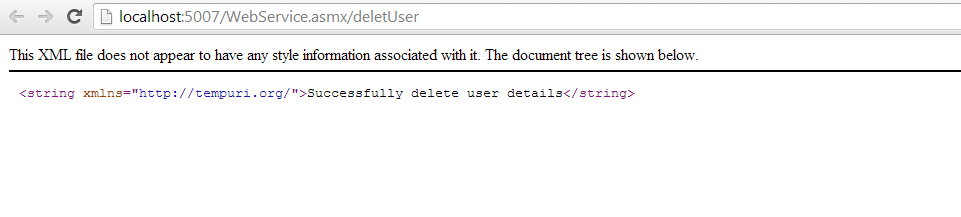 localhost:5007/WebService.asmx/deletUser
This XML file does not appear to have any style information associated with it. The document tree is shown below.
<string xmlns="http://tempuri.org/">Successfully delete user details</string>